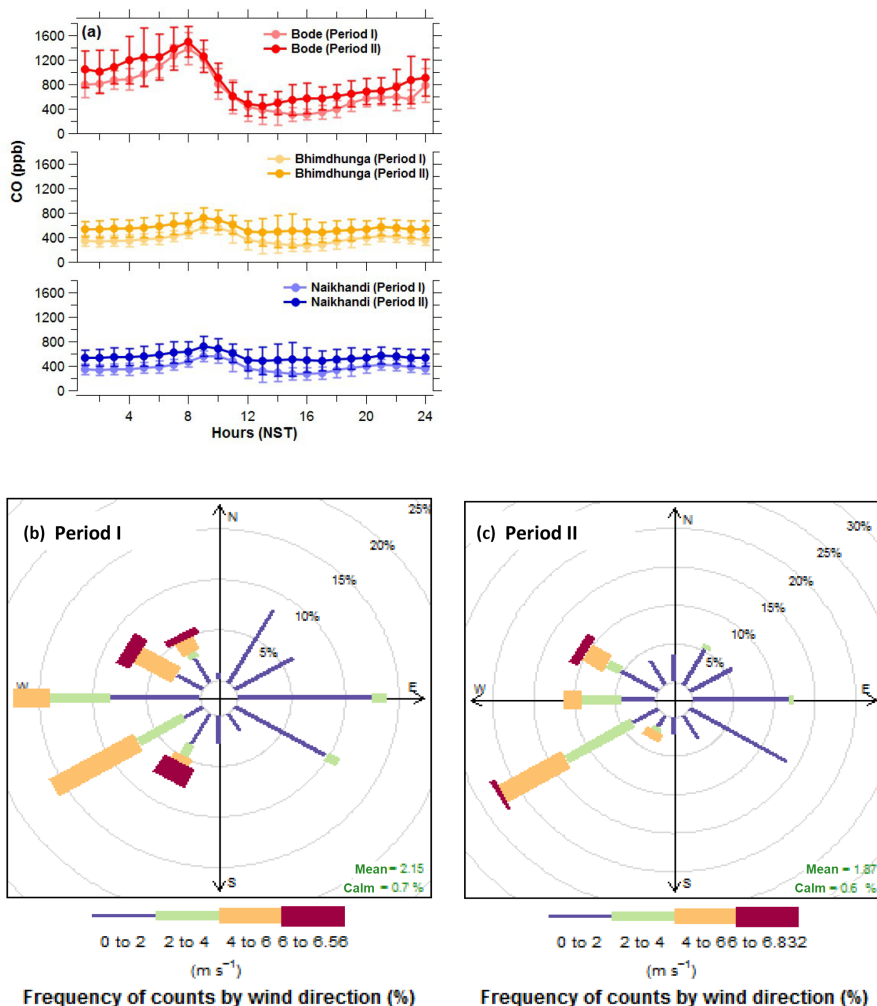 (a)
Bode (Period I)
Bode (Period II)
1600
1200
800
400
0
Bhimdhunga (Period I)
Bhimdhunga (Period II)
1600
1200
800
400
0
CO (ppb)
Naikhandi (Period I)
Naikhandi (Period II)
1600
1200
800
400
0
4 8 12 16 20 24
Hours (NST)
(b) Period I
N
E
S
W
5%
10%
15%
20%
25%
Mean = 2.15
Calm = 0.7 %
0 to 2 2 to 4 4 to 6 6 to 6.56
(m s⁻¹)
Frequency of counts by wind direction (%)
(c) Period II
N
E
S
W
5%
10%
15%
20%
25%
30%
Mean = 1.87
Calm = 0.6 %
0 to 2 2 to 4 4 to 66 to 6.832
(m s⁻¹)
Frequency of counts by wind direction (%)